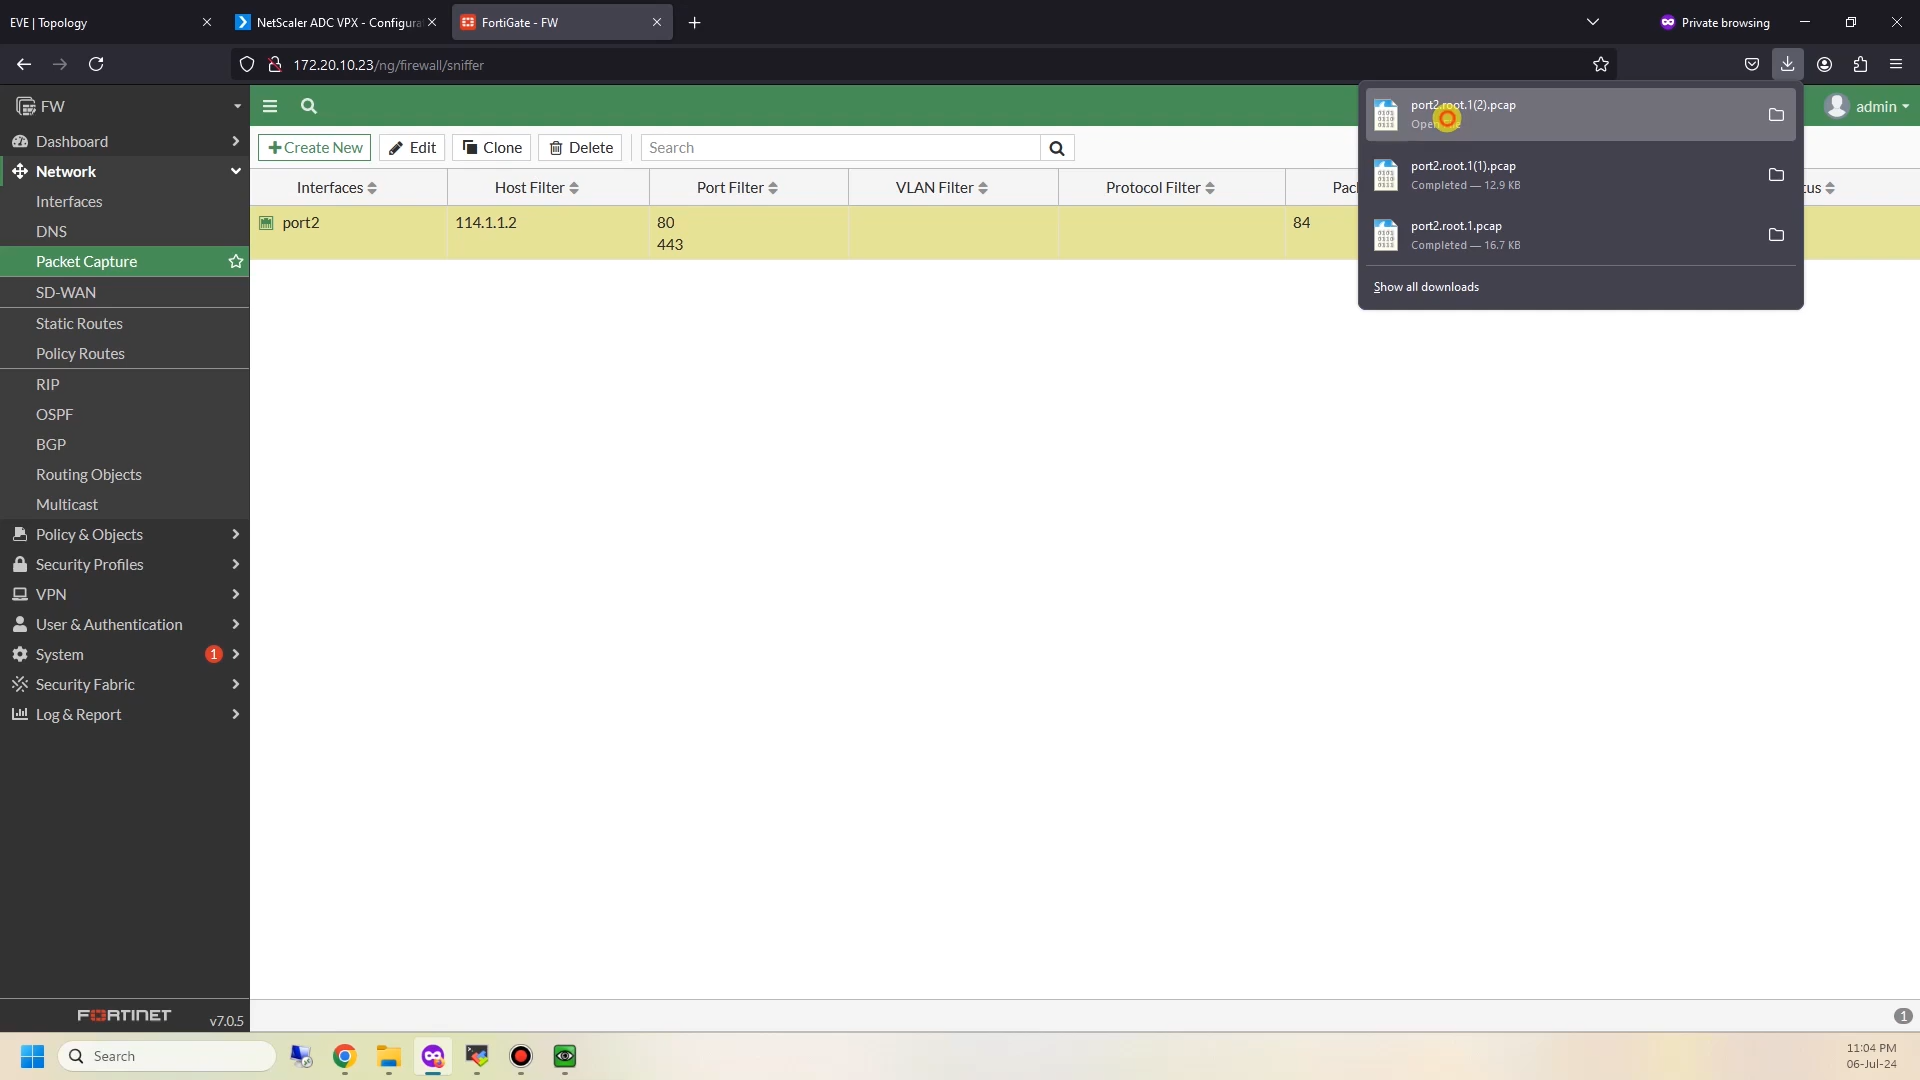 EVE | Topology
NetScaler ADC VPX - Configura
FortiGate - FW
Private browsing
172.20.10.23/ng/firewall/sniffer
FW
admin
Dashboard
Network
Interfaces
DNS
Packet Capture
SD-WAN
Static Routes
Policy Routes
RIP
OSPF
BGP
Routing Objects
Multicast
Policy & Objects
Security Profiles
VPN
User & Authentication
System 1
Security Fabric
Log & Report
FORTINET v7.0.5
Create New
Edit
Clone
Delete
Search
Interfaces
Host Filter
Port Filter
VLAN Filter
Protocol Filter
port2
114.1.1.2
80
443
84
port2.root.1(2).pcap
port2.root.1(1).pcap
Completed — 12.9 KB
port2.root.1.pcap
Completed — 16.7 KB
Show all downloads
1
Search
11:04 PM
06-Jul-24